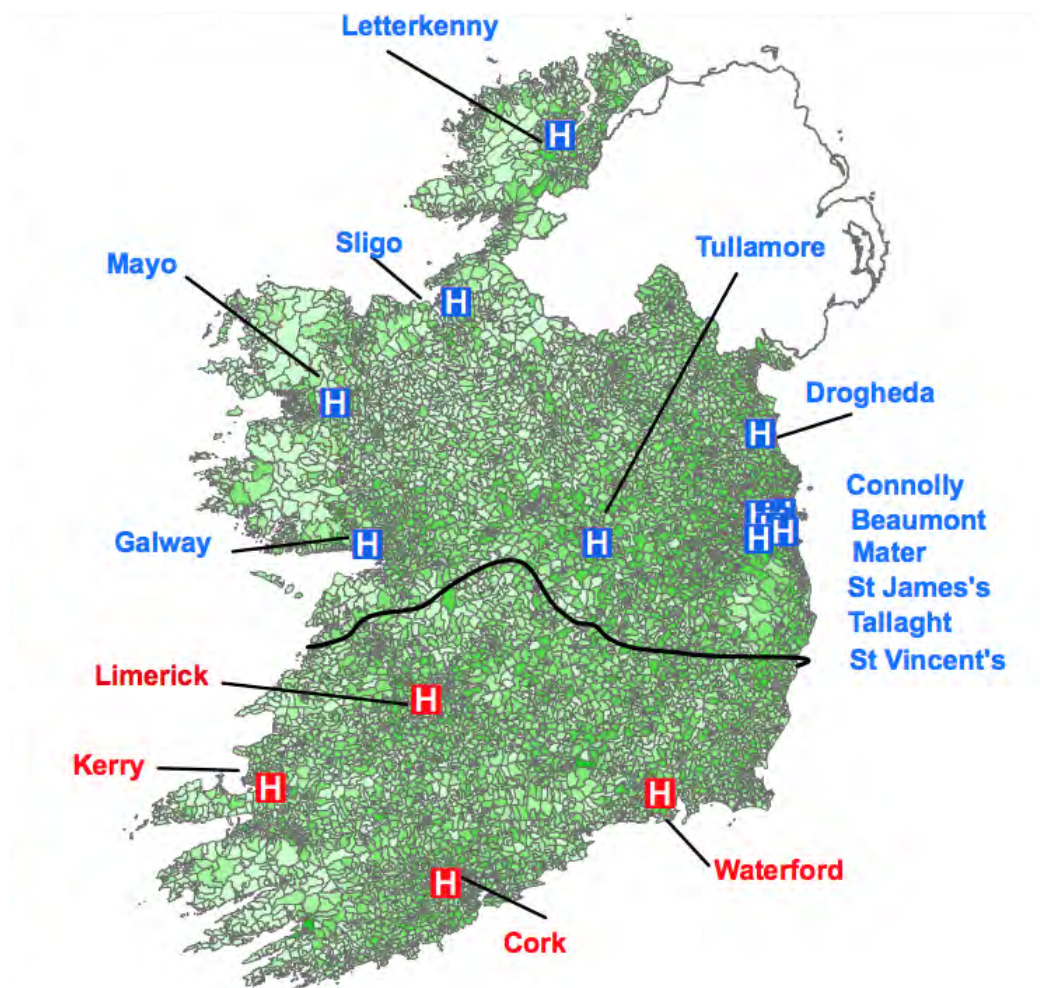 Letterkenny
H
Sligo
Tullamore
Mayo
H
H
Drogheda
H
Connolly
H
Beaumont
H
Galway
H
H
H
Mater
St James's
Tallaght
St Vincent's
Limerick
H
Kerry
H
H
Waterford
H
Cork